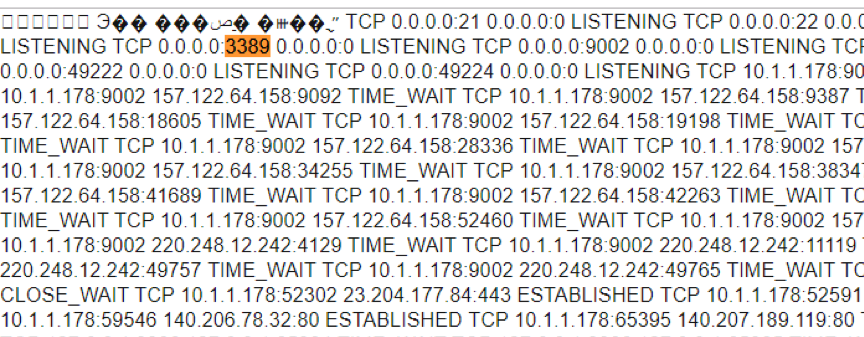 TCP 0.0.0.0:21 0.0.0.0:0 LISTENING TCP 0.0.0.0:22
LISTENING TCP 0.0.0.0:3389 0.0.0.0:0 LISTENING TCP 0.0.0.0:9002 0.0.0.0:0 LISTENING TCP
0.0.0.0:49222 0.0.0.0:0 LISTENING TCP 0.0.0.0:49224 0.0.0.0:0 LISTENING TCP 10.1.1.178:90
10.1.1.178:9002 157.122.64.158:9092 TIME_WAIT TCP 10.1.1.178:9002 157.122.64.158:9387 TIME_WAIT
157.122.64.158:18605 TIME_WAIT TCP 10.1.1.178:9002 157.122.64.158:19198 TIME_WAIT TC
TIME_WAIT TCP 10.1.1.178:9002 157.122.64.158:28336 TIME_WAIT TCP 10.1.1.178:9002 157
10.1.1.178:9002 157.122.64.158:34255 TIME_WAIT TCP 10.1.1.178:9002 157.122.64.158:3834
157.122.64.158:41689 TIME_WAIT TCP 10.1.1.178:9002 157.122.64.158:42263 TIME_WAIT TC
TIME_WAIT TCP 10.1.1.178:9002 157.122.64.158:52460 TIME_WAIT TCP 10.1.1.178:9002 157
10.1.1.178:9002 220.248.12.242:4129 TIME_WAIT TCP 10.1.1.178:9002 220.248.12.242:11119
220.248.12.242:49757 TIME_WAIT TCP 10.1.1.178:9002 220.248.12.242:49765 TIME_WAIT TC
CLOSE_WAIT TCP 10.1.1.178:52302 23.204.177.84:443 ESTABLISHED TCP 10.1.1.178:52591
10.1.1.178:59546 140.206.78.32:80 ESTABLISHED TCP 10.1.1.178:65395 140.207.189.119:80